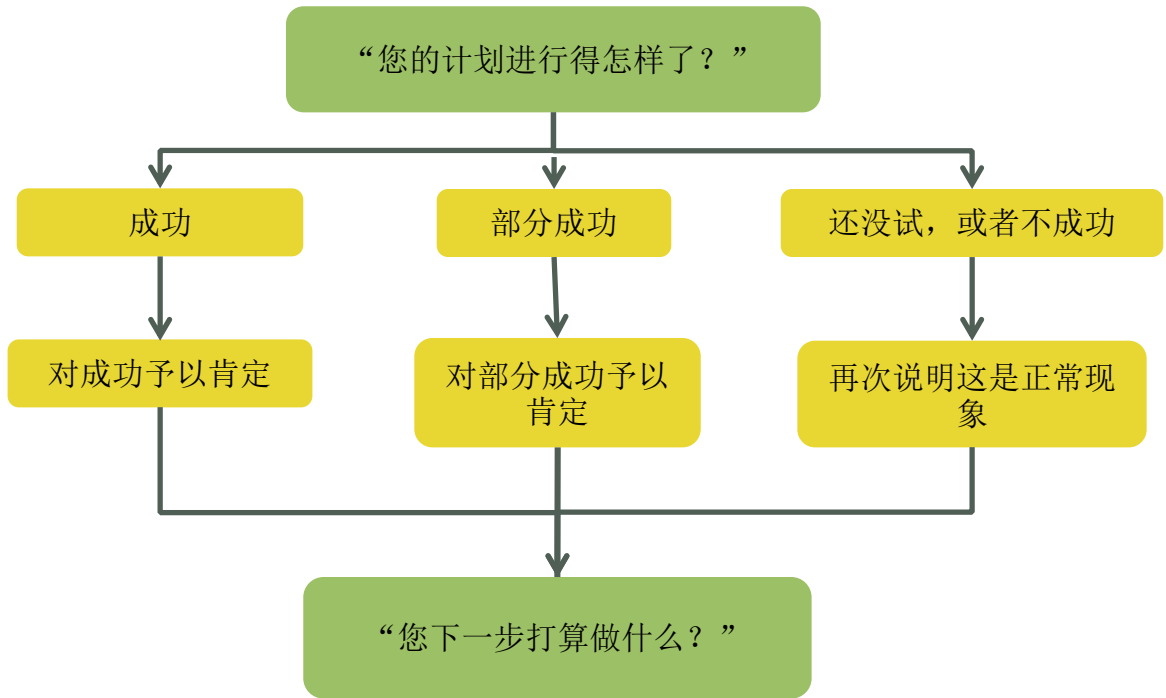 “您的计划进行得怎样了？”
成功
部分成功
还没试，或者不成功
对成功予以肯定
对部分成功予以
肯定
再次说明这是正常现
象
“您下一步打算做什么？”